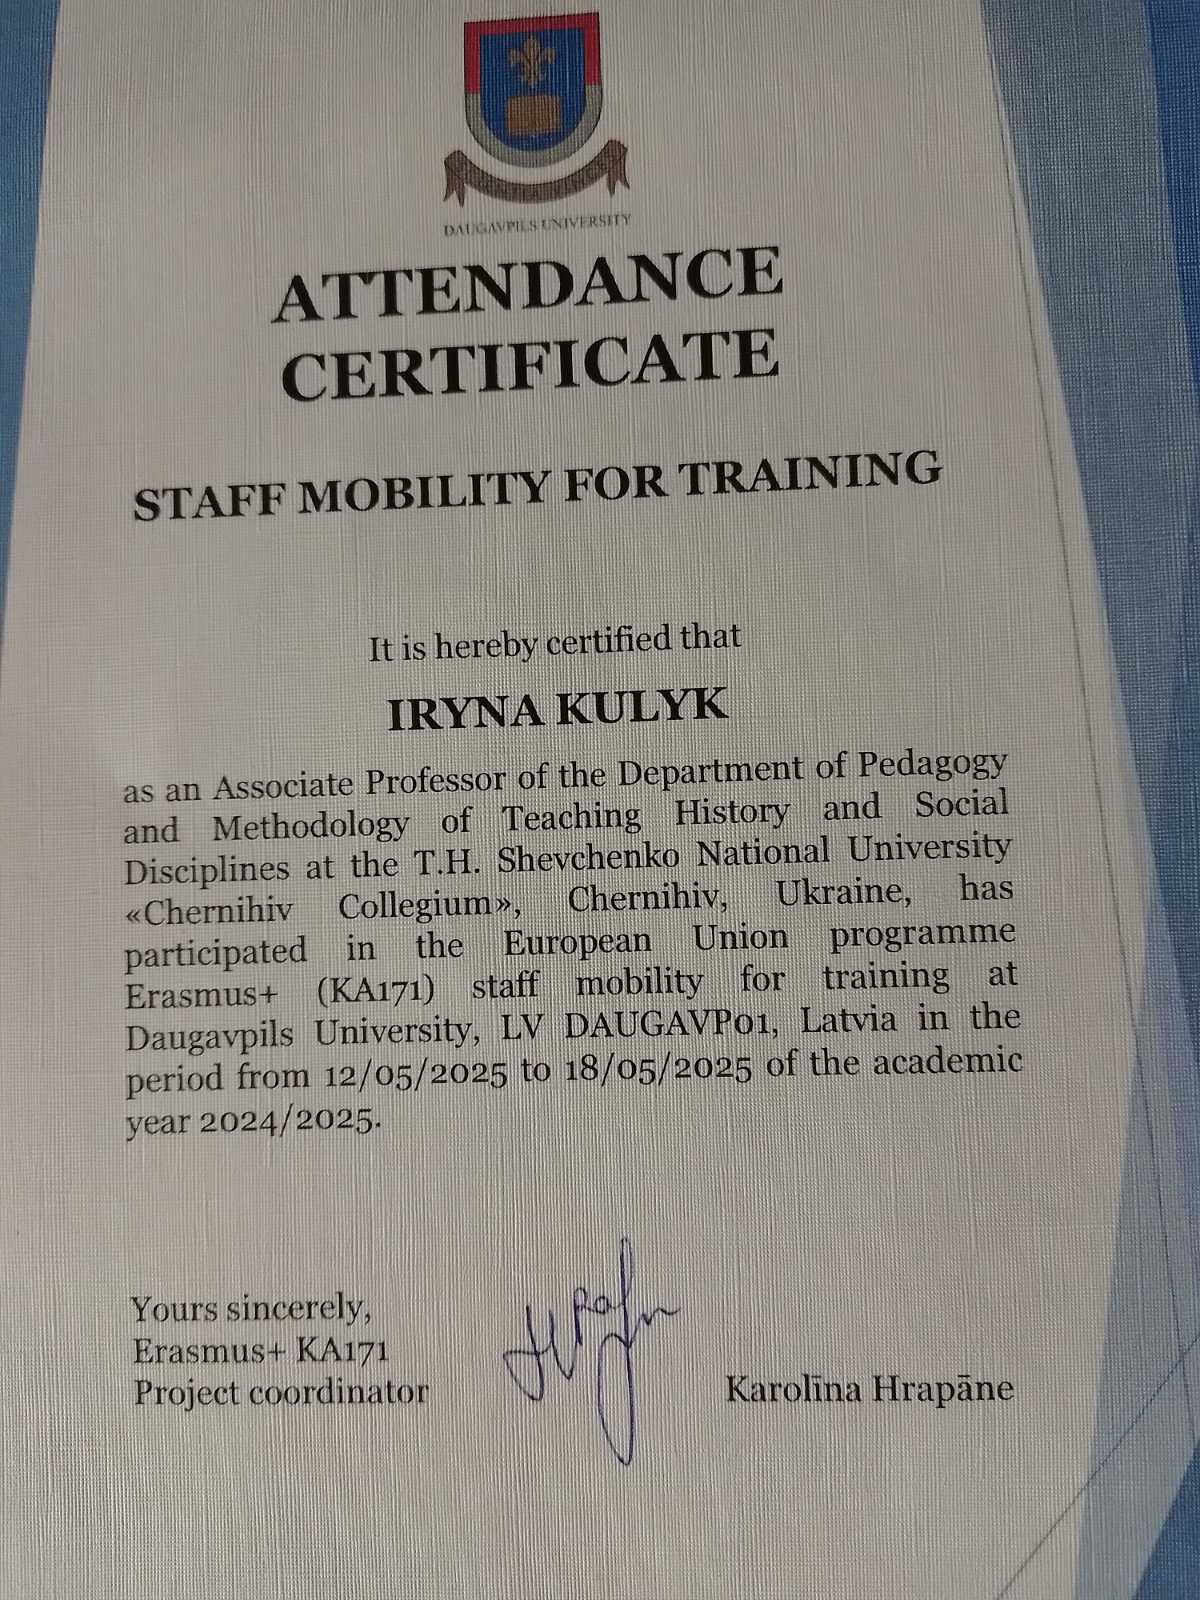 DAUGAVPILS UNIVERSITY
ATTENDANCE
CERTIFICATE
STAFF MOBILITY FOR TRAINING
It is hereby certified that
IRYNA KULYK
as an Associate Professor of the Department of Pedagogy
and Methodology of Teaching History and Social
Disciplines at the T.H. Shevchenko National University
«Chernihiv Collegium», Chernihiv, Ukraine, has
participated in the European Union programme
Erasmus+ (KA171) staff mobility for training at
Daugavpils University, LV DAUGAVP01, Latvia in the
period from 12/05/2025 to 18/05/2025 of the academic
year 2024/2025.
Yours sincerely,
Erasmus+ KA171
Project coordinator
Karolīna Hrapāne